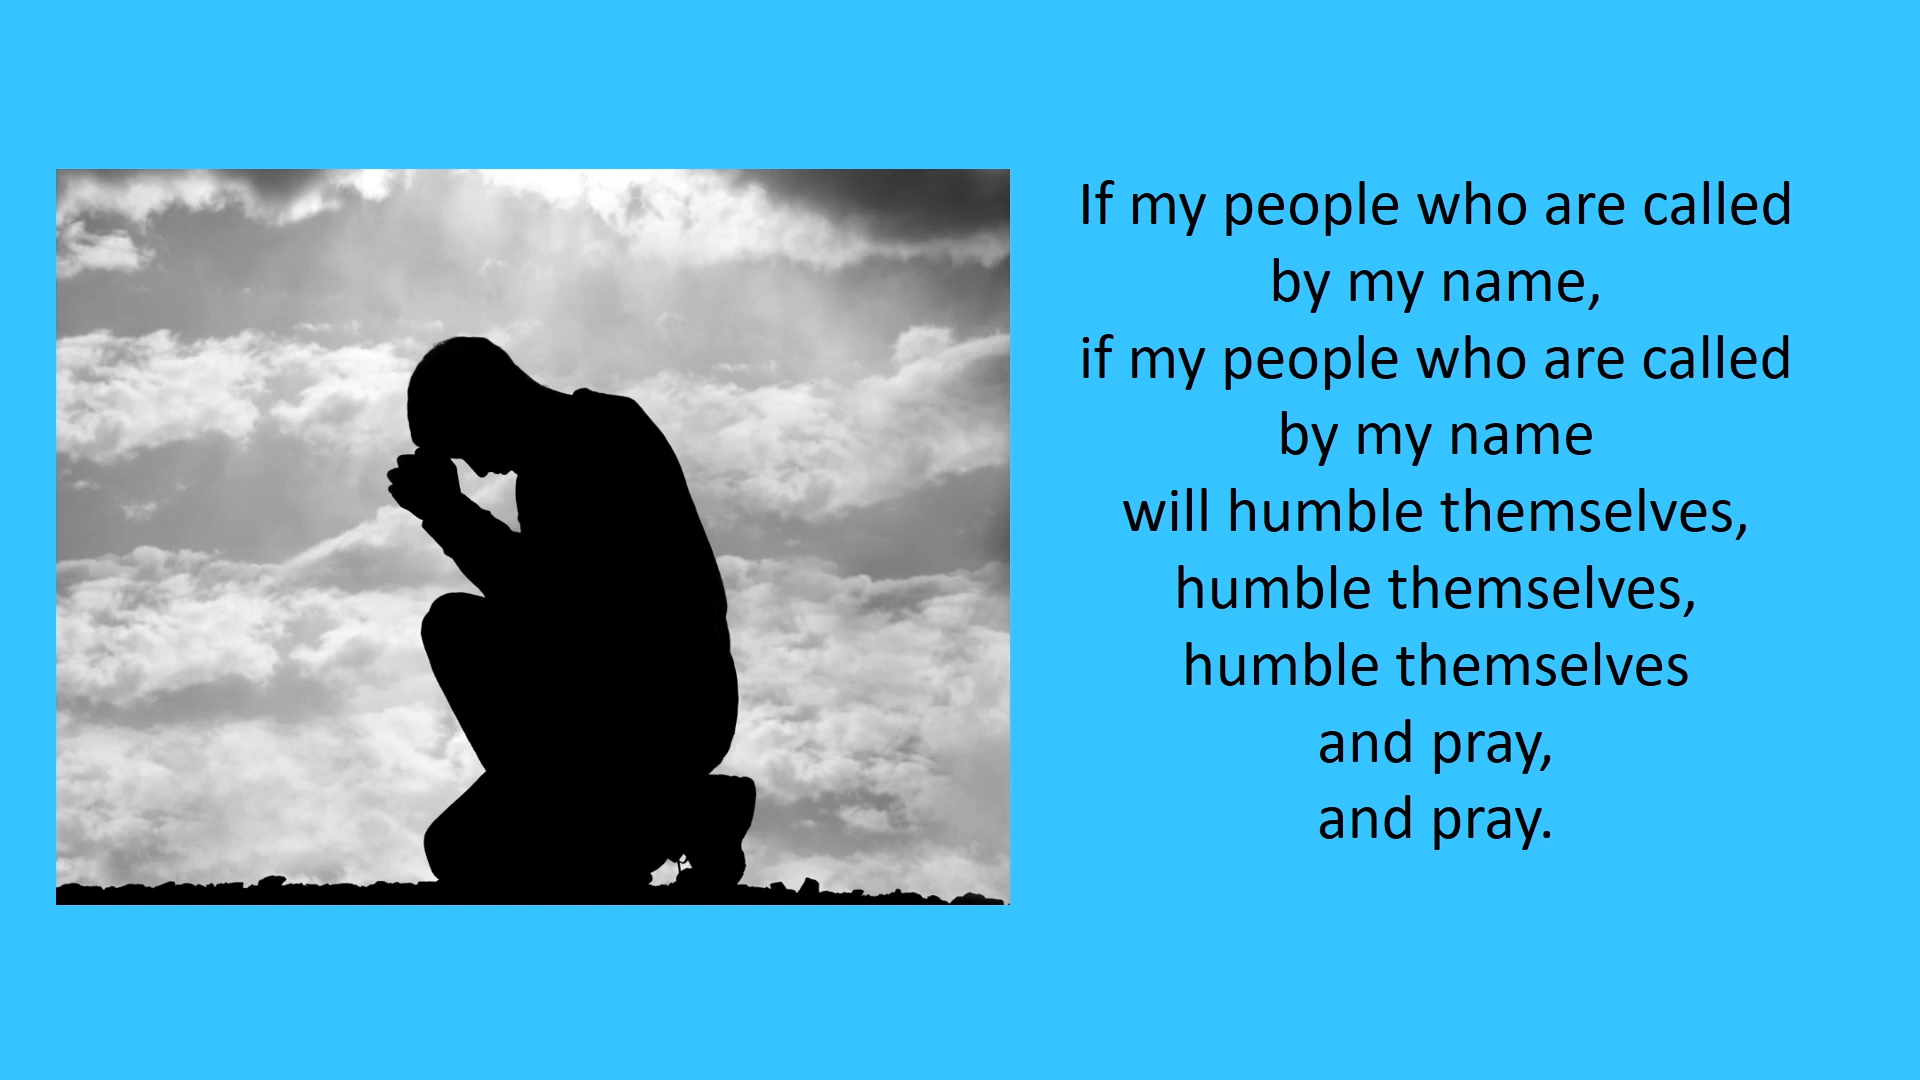 If my people who are called
by my name,
if my people who are called
by my name
will humble themselves,
humble themselves,
humble themselves
and pray,
and pray.